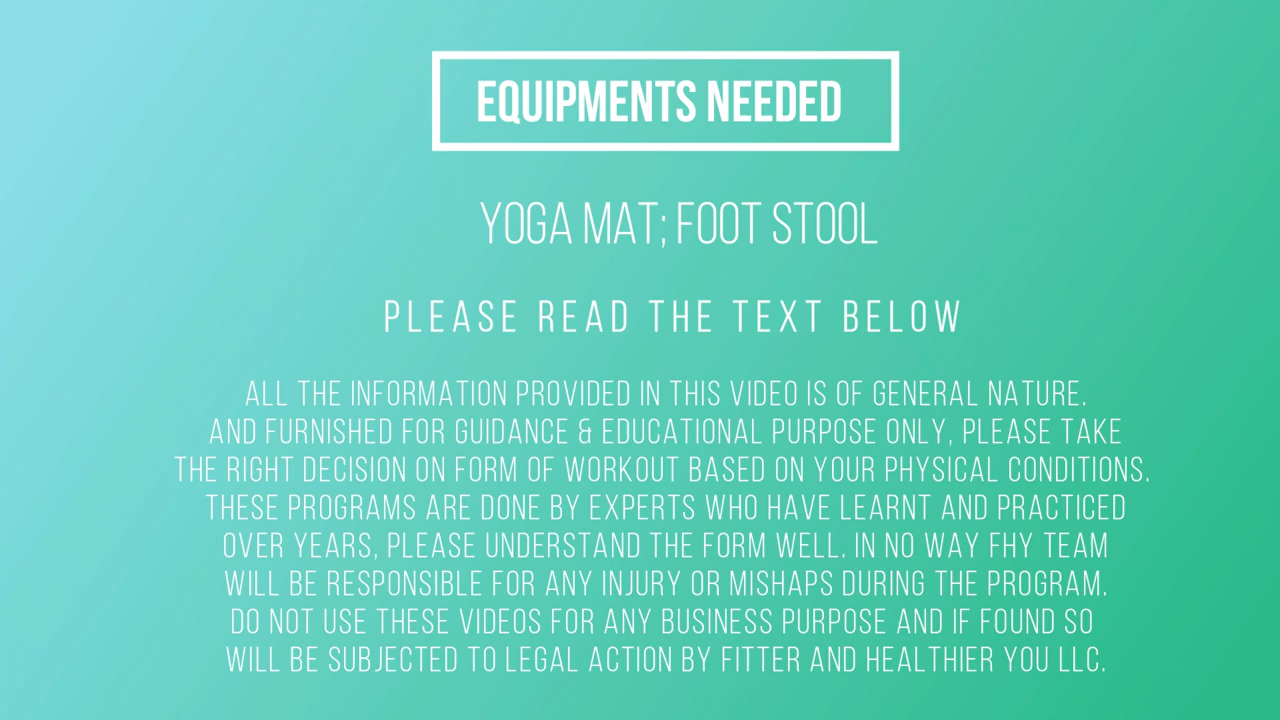 EQUIPMENTS NEEDED
YOGA MAT; FOOT STOOL
PLEASE READ THE TEXT BELOW
ALL THE INFORMATION PROVIDED IN THIS VIDEO IS OF GENERAL NATURE.
AND FURNISHED FOR GUIDANCE & EDUCATIONAL PURPOSE ONLY, PLEASE TAKE
THE RIGHT DECISION ON FORM OF WORKOUT BASED ON YOUR PHYSICAL CONDITIONS.
THESE PROGRAMS ARE DONE BY EXPERTS WHO HAVE LEARNT AND PRACTICED
OVER YEARS, PLEASE UNDERSTAND THE FORM WELL. IN NO WAY FHY TEAM
WILL BE RESPONSIBLE FOR ANY INJURY OR MISHAPS DURING THE PROGRAM.
DO NOT USE THESE VIDEOS FOR ANY BUSINESS PURPOSE AND IF FOUND SO
WILL BE SUBJECTED TO LEGAL ACTION BY FITTER AND HEALTHIER YOU LLC.